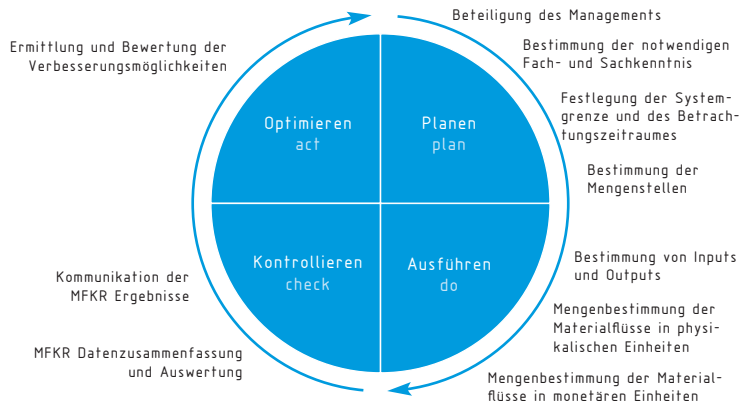 Beteiligung des Managements
Bestimmung der notwendigen
Fach- und Sachkenntnis
Festlegung der System-
grenze und des Betrach-
tungszeitraumes
Bestimmung der
Mengenstellen
Bestimmung von Inputs
und Outputs
Mengenbestimmung der
Materialflüsse in physi-
kalischen Einheiten
Mengenbestimmung der Material-
flüsse in monetären Einheiten
MFKR Datenzusammenfassung
und Auswertung
Kommunikation der
MFKR Ergebnisse
Ermittlung und Bewertung der
Verbesserungsmöglichkeiten
Optimieren
act
Planen
plan
Kontrollieren
check
Ausführen
do